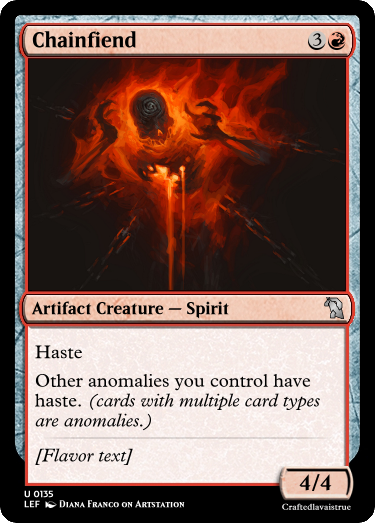 Chainfiend 3
Artifact Creature — Spirit
Haste
Other anomalies you control have
haste. (cards with multiple card types
are anomalies.)
[Flavor text]
4/4
U 0135
LEF Diana Franco on Artstation
Craftedlavaistrue